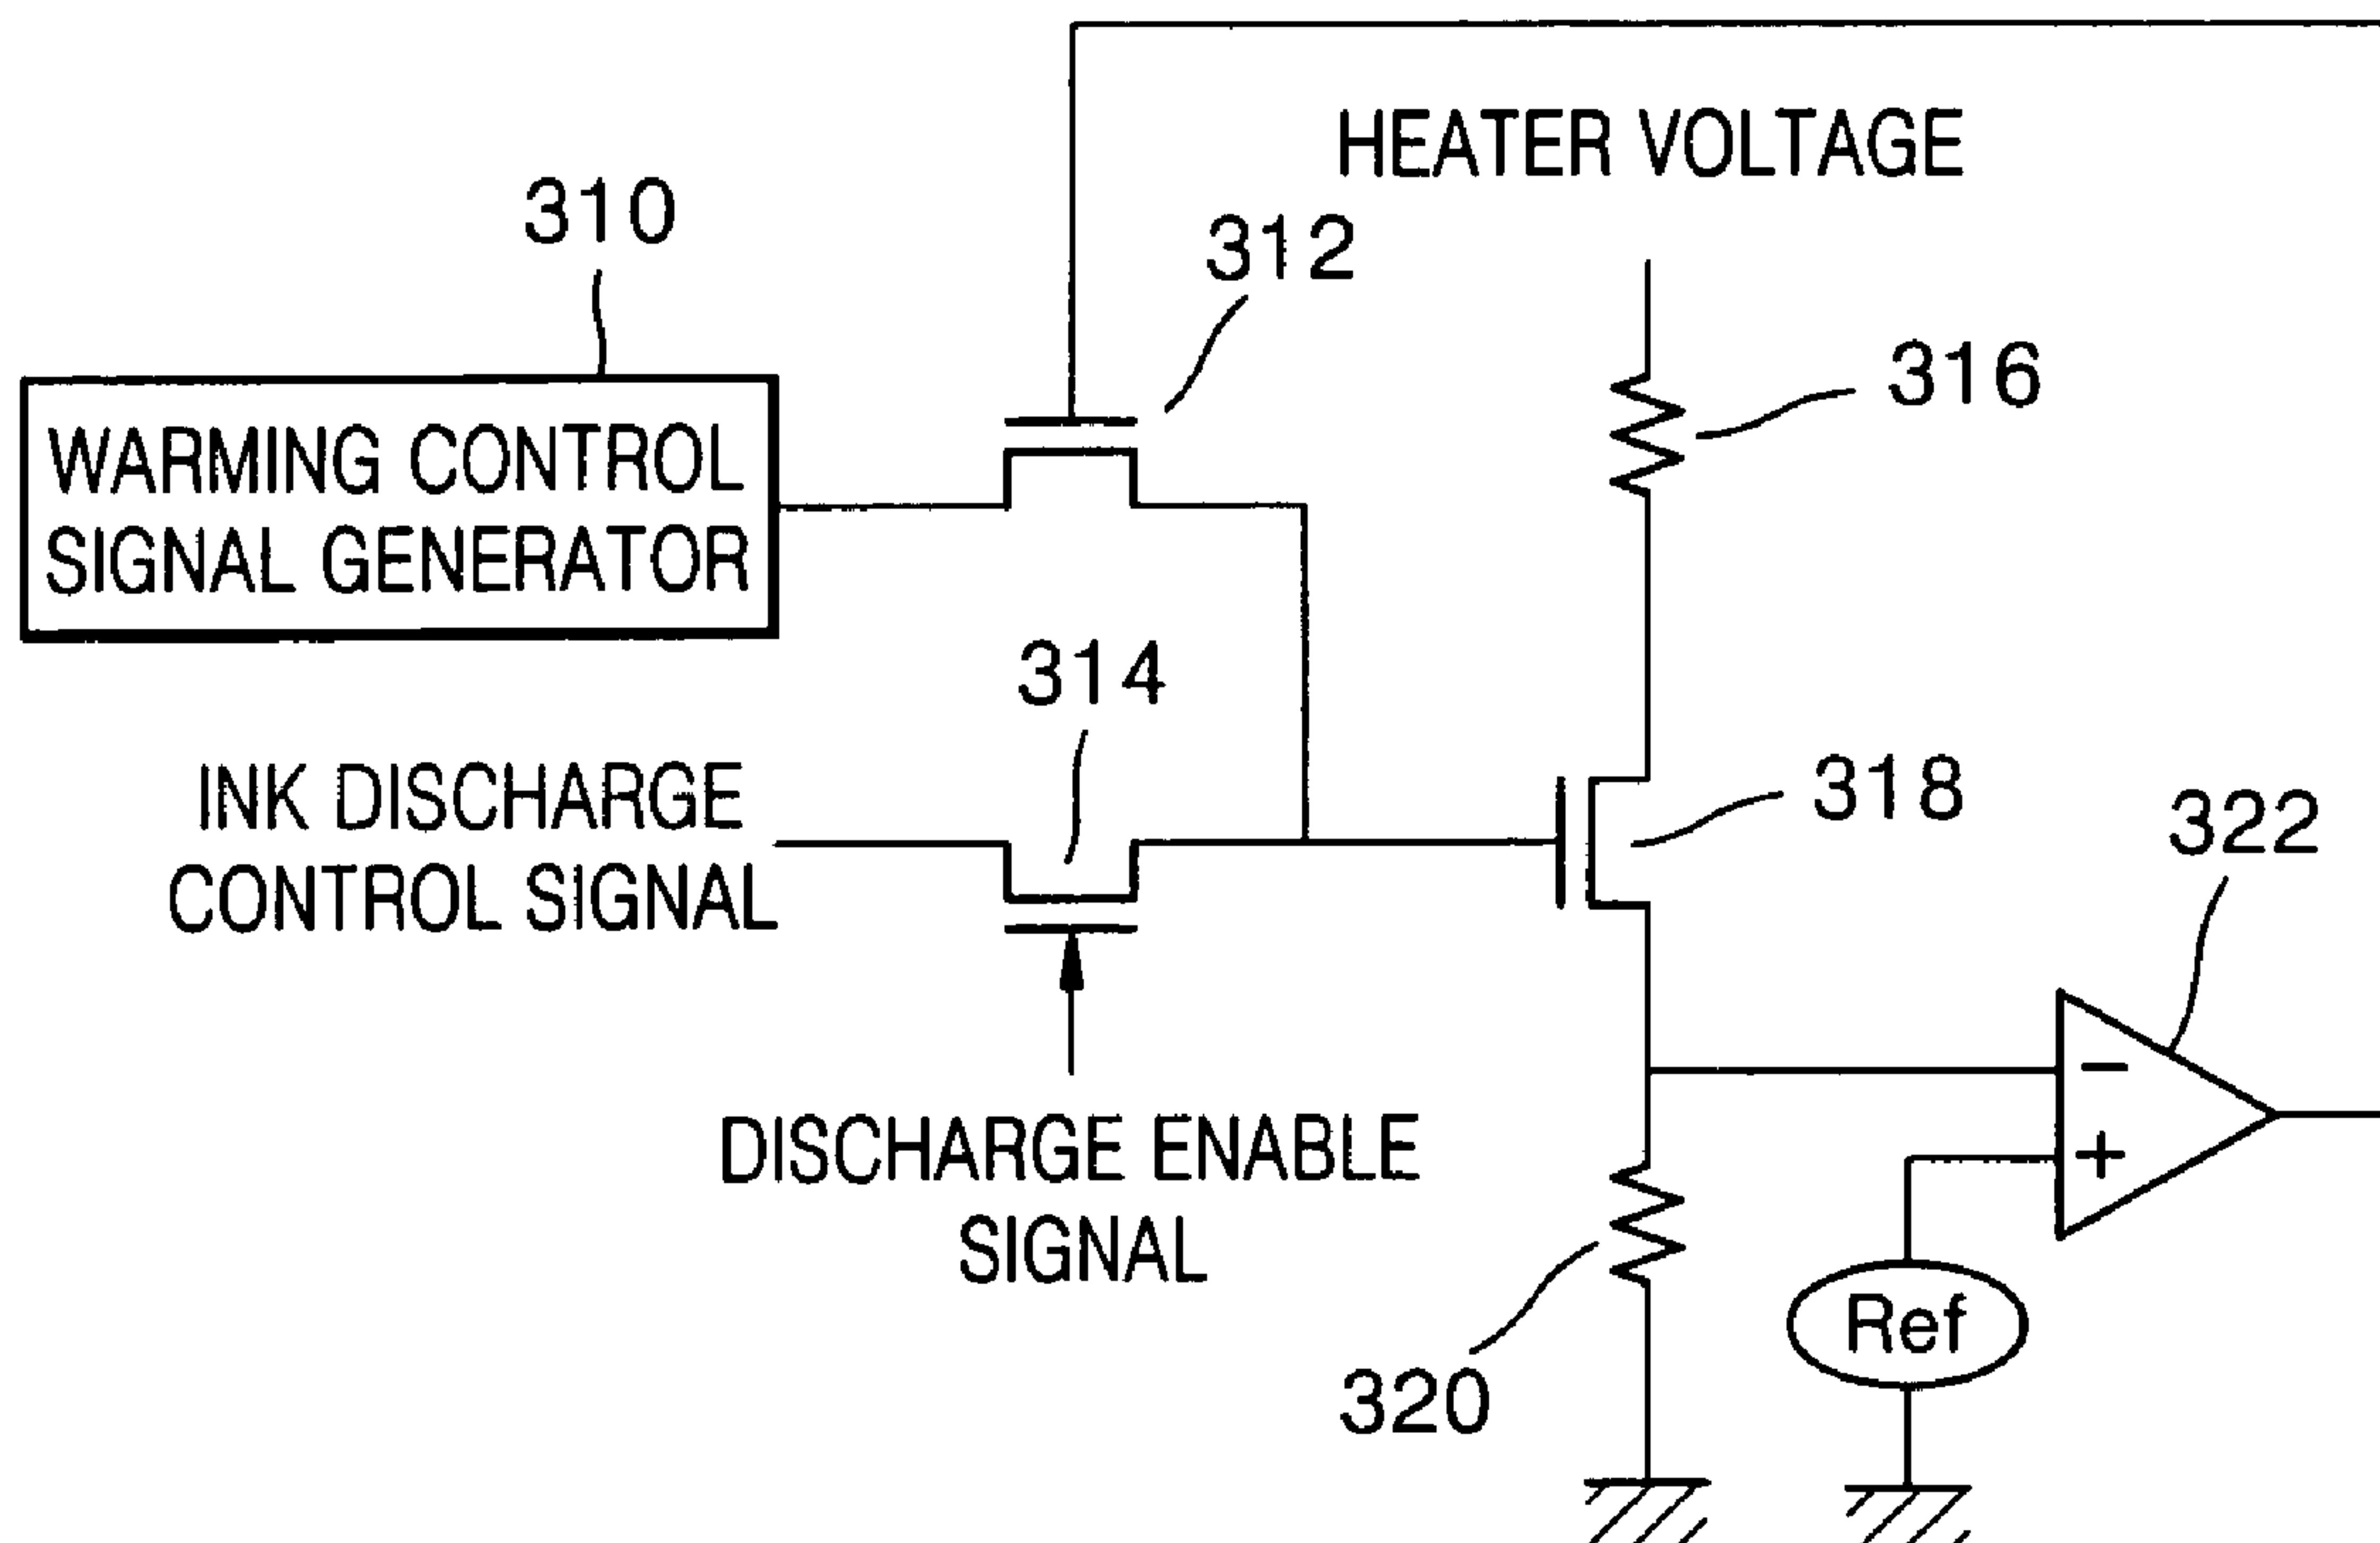 HEATER VOLTAGE
310
312
316
WARMING CONTROL
SIGNAL GENERATOR
314
INK DISCHARGE
CONTROL SIGNAL
318
322
−
+
DISCHARGE ENABLE
SIGNAL
Ref
320